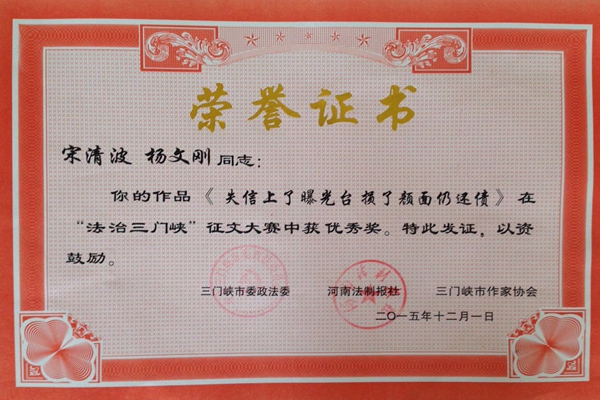 荣誉证书
宋清波 杨文刚 同志：
你的作品《失信上了曝光台 损了颜面仍还债》在
“法治三门峡”征文大赛中获优秀奖。特此发证，以资
鼓励。
三门峡市委政法委 河南法制报社 三门峡市作家协会
二〇一五年十二月一日